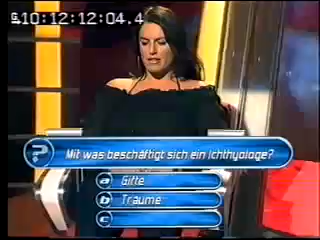 10:12:12:04.4
?
Mit was beschäftigt sich ein Ichthyologe?
a Gifte
b Träume
c